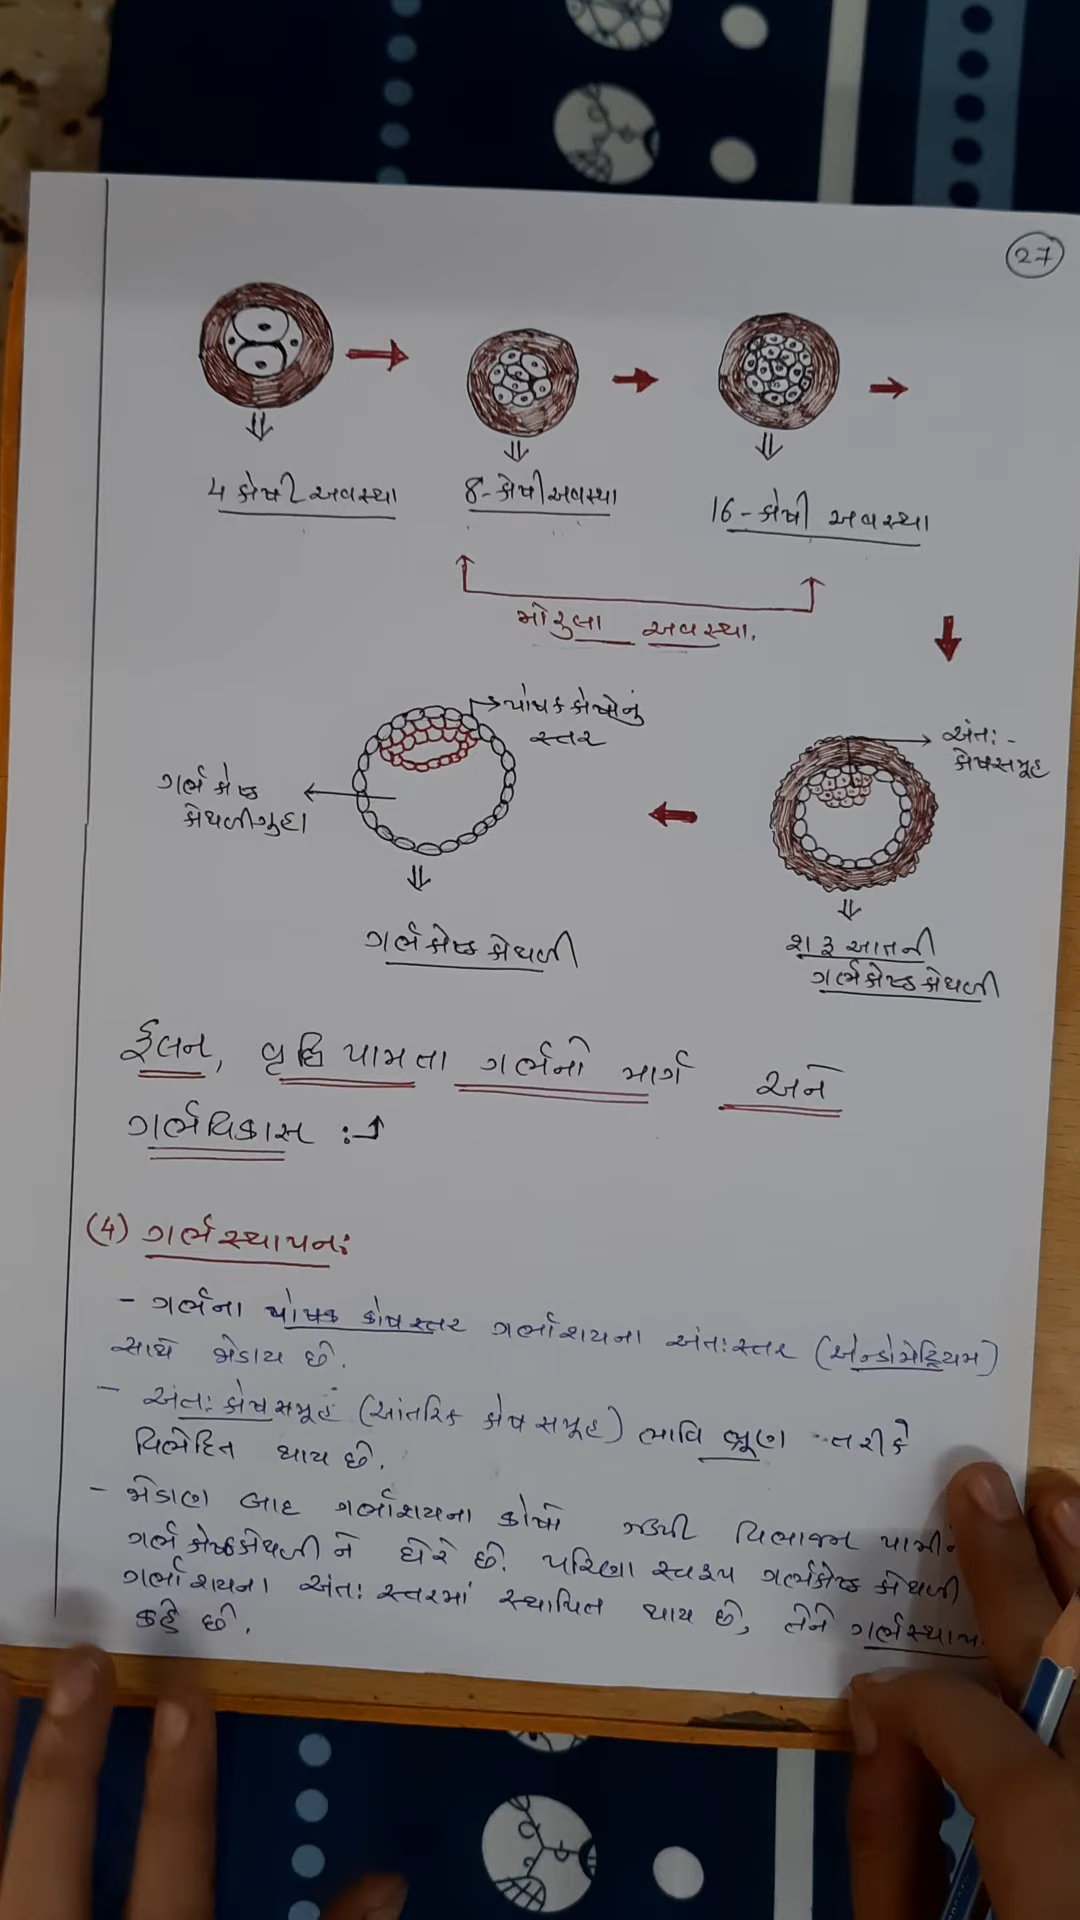 27
4 કોષી અવસ્થા
8-કોષીઅવસ્થા
16-કોષી અવસ્થા
મોરુલા અવસ્થા.
પોષક કોષોનું
સ્તર
ગર્ભ કોષ્ઠ
કોથળીગુહા
અંતઃ-
કોષસમૂહ
ગર્ભકોષ્ઠ કોથળી
શરૂઆતની
ગર્ભકોષ્ઠકોથળી
ફલન, વૃદ્ધિ પામતા ગર્ભનો માર્ગ અને
ગર્ભવિકાસ :-
(4) ગર્ભસ્થાપનઃ
- ગર્ભના પોષક કોષસ્તર ગર્ભાશયના અંતઃસ્તર (એન્ડોમેટ્રિયમ)
સાથે જોડાય છે.
- અંતઃકોષસમૂહ (આંતરિક કોષ સમૂહ) ભાવિ ભ્રૂણ તરીકે
વિભેદિત થાય છે.
- જોડાણ બાદ ગર્ભાશયના કોષો ઝડપી વિભાજન પામીને
ગર્ભકોષ્ઠકોથળીને ઘેરે છે. પરિણામ સ્વરૂપ ગર્ભકોષ્ઠ કોથળી
ગર્ભાશયના અંતઃ સ્તરમાં સ્થાપિત થાય છે, તેને ગર્ભસ્થાપ
કહે છે.